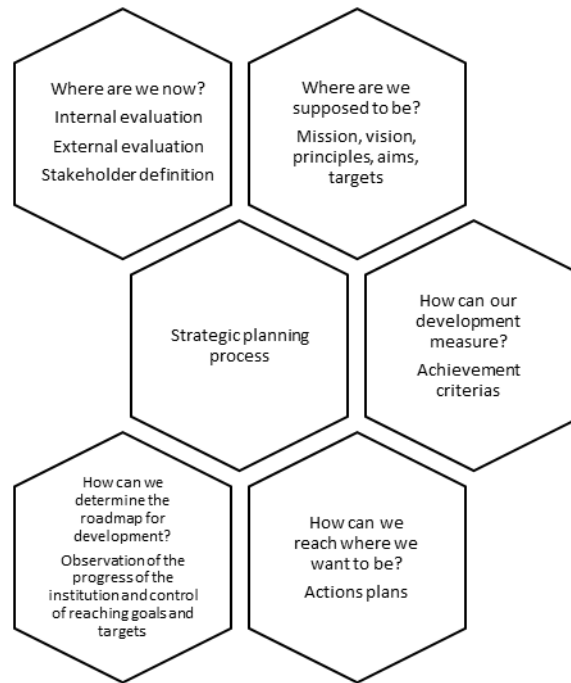 Where are we now?
Internal evaluation
External evaluation
Stakeholder definition
Where are we
supposed to be?
Mission, vision,
principles, aims,
targets
Strategic planning
process
How can our
development
measure?
Achievement
criterias
How can we
determine the
roadmap for
development?
Observation of the
progress of the
institution and control
of reaching goals and
targets
How can we
reach where we
want to be?
Actions plans